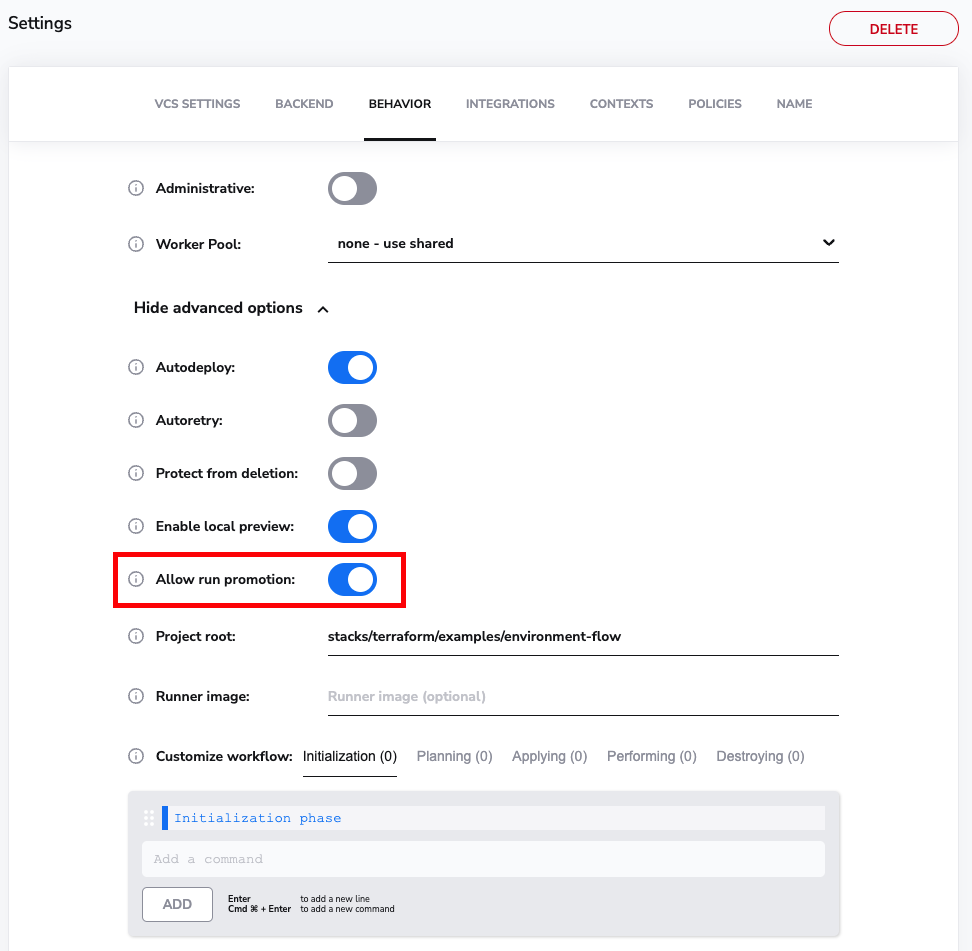 Settings
DELETE
VCS SETTINGS BACKEND BEHAVIOR INTEGRATIONS CONTEXTS POLICIES NAME
Administrative:
Worker Pool: none - use shared
Hide advanced options
Autodeploy:
Autoretry:
Protect from deletion:
Enable local preview:
Allow run promotion:
Project root: stacks/terraform/examples/environment-flow
Runner image: Runner image (optional)
Customize workflow: Initialization (0) Planning (0) Applying (0) Performing (0) Destroying (0)
Initialization phase
Add a command
ADD
Enter to add a new line
Cmd ⌘ + Enter to add a new command